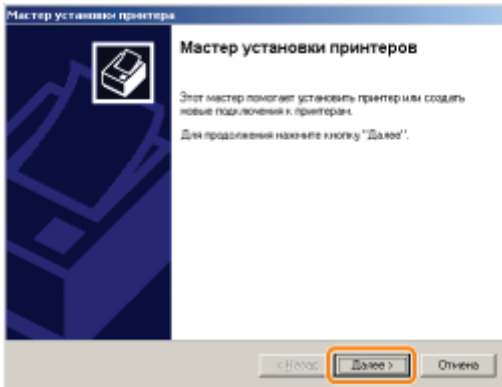 Мастер установки принтера
Мастер установки принтеров
Этот мастер помогает установить принтер или создать
новые подключения к принтерам.
Для продолжения нажмите кнопку "Далее".
< Назад
Далее >
Отмена